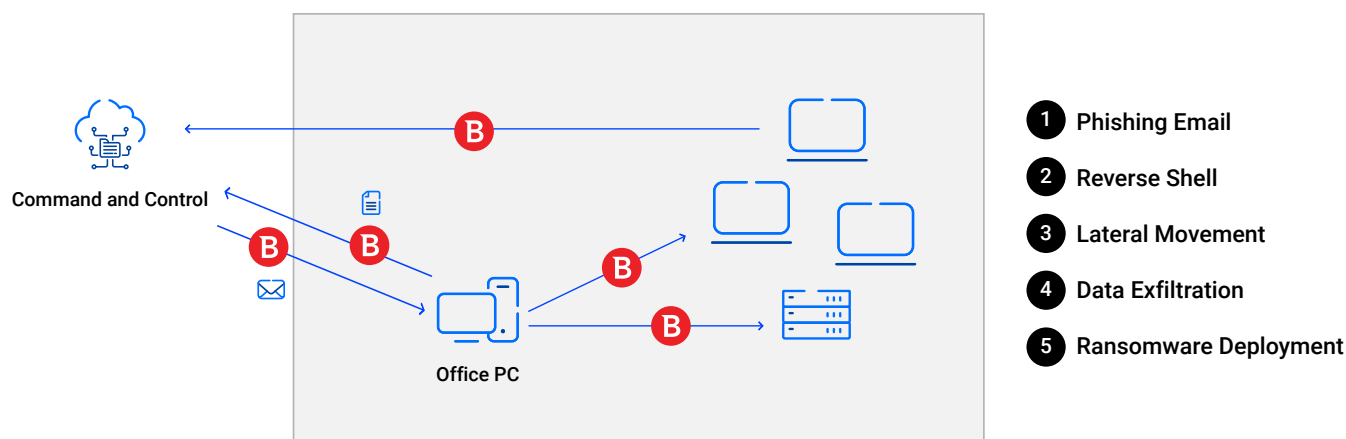 B
Command and Control
B
B
B
B
Office PC
1 Phishing Email
2 Reverse Shell
3 Lateral Movement
4 Data Exfiltration
5 Ransomware Deployment